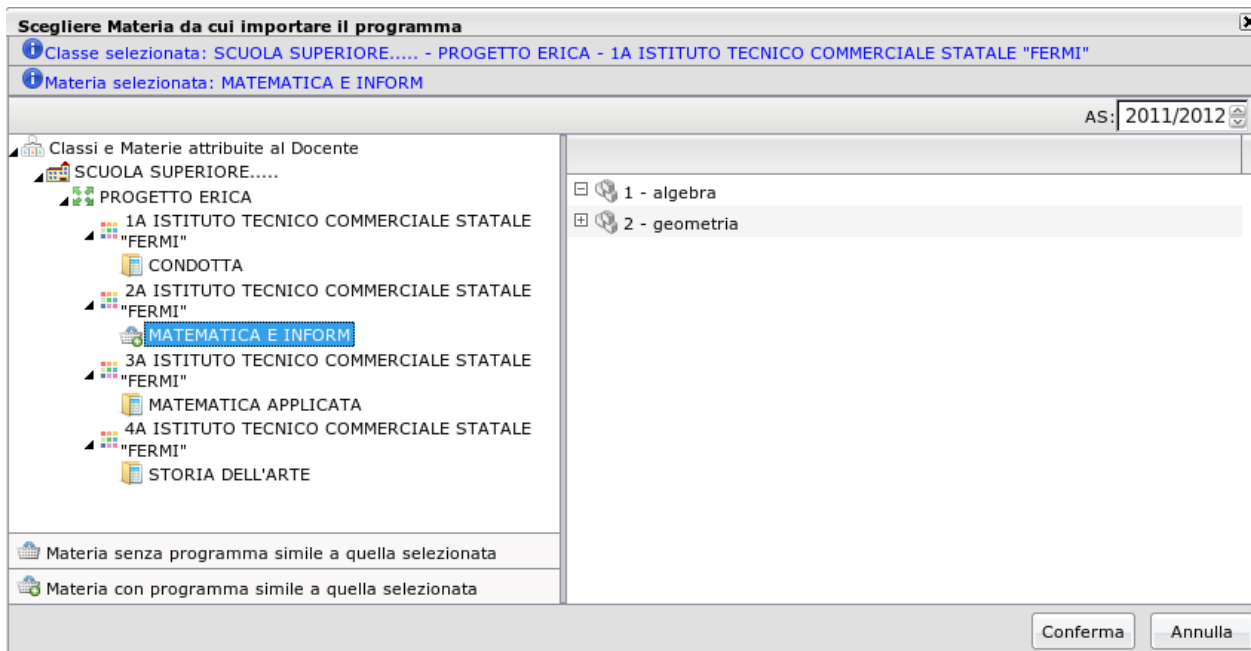 Scegliere Materia da cui importare il programma
Classe selezionata: SCUOLA SUPERIORE..... - PROGETTO ERICA - 1A ISTITUTO TECNICO COMMERCIALE STATALE "FERMI"
Materia selezionata: MATEMATICA E INFORM
AS: 2011/2012
Classi e Materie attribuite al Docente
SCUOLA SUPERIORE.....
PROGETTO ERICA
1A ISTITUTO TECNICO COMMERCIALE STATALE
"FERMI"
CONDOTTA
2A ISTITUTO TECNICO COMMERCIALE STATALE
"FERMI"
MATEMATICA E INFORM
3A ISTITUTO TECNICO COMMERCIALE STATALE
"FERMI"
MATEMATICA APPLICATA
4A ISTITUTO TECNICO COMMERCIALE STATALE
"FERMI"
STORIA DELL'ARTE
Materia senza programma simile a quella selezionata
Materia con programma simile a quella selezionata
1 - algebra
2 - geometria
Conferma
Annulla